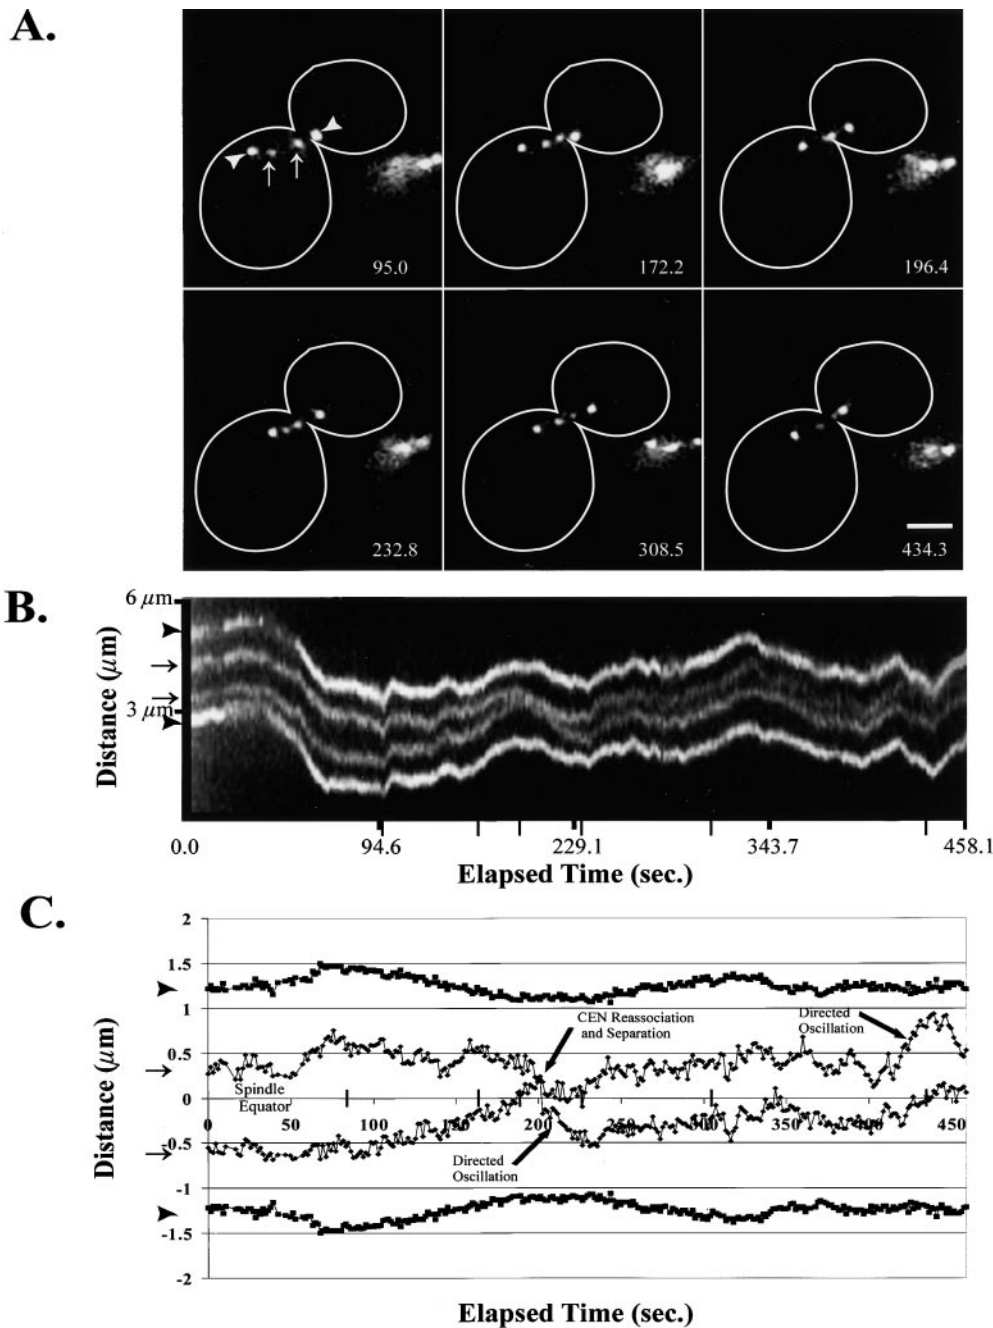 A.
95.0
172.2
196.4
232.8
308.5
434.3
B.
6 μm
3 μm
Distance (μm)
0.0
94.6
229.1
343.7
458.1
Elapsed Time (sec.)
C.
2
1.5
1
0.5
0
-0.5
-1
-1.5
-2
Distance (μm)
CEN Reassociation
and Separation
Directed
Oscillation
Spindle
Equator
0
50
100
150
200
250
300
350
400
450
Directed
Oscillation
Elapsed Time (sec.)